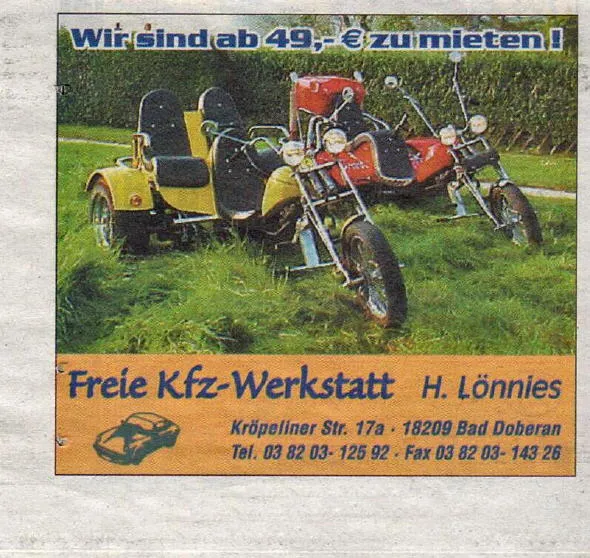 Wir sind ab 49,- € zu mieten !
Freie Kfz-Werkstatt H. Lönnies
Kröpeliner Str. 17a · 18209 Bad Doberan
Tel. 03 82 03- 125 92 · Fax 03 82 03- 143 26